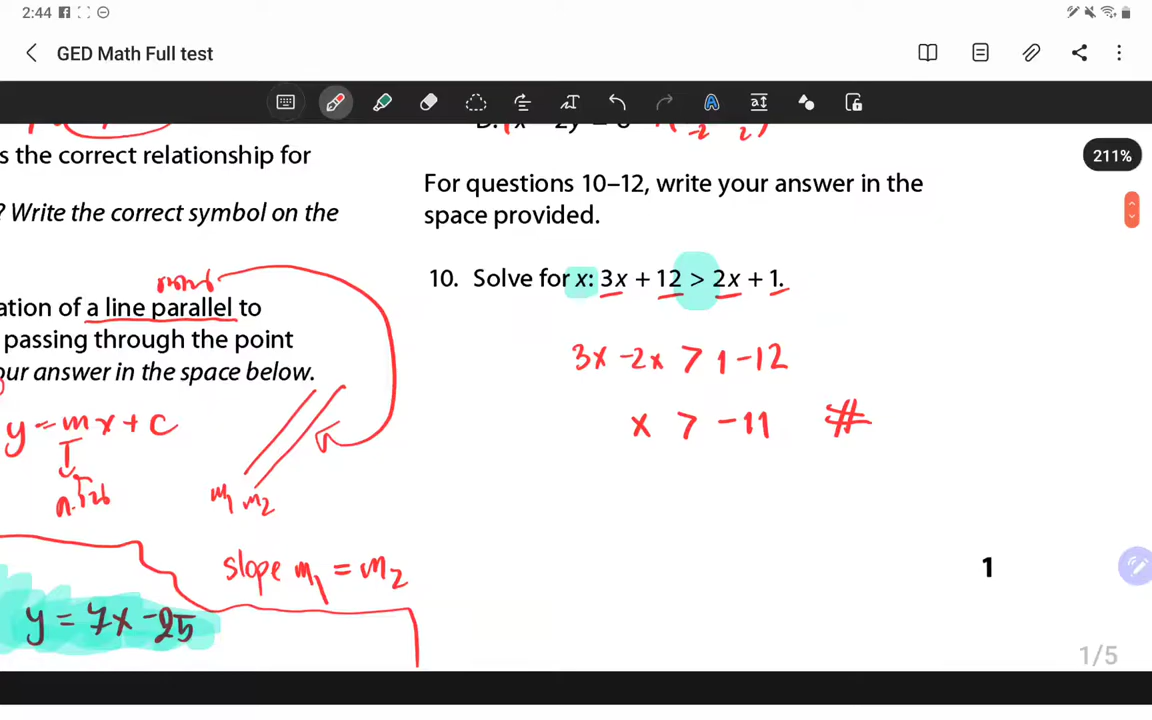 2:44
GED Math Full test
211%
s the correct relationship for
? Write the correct symbol on the
ation of a line parallel to
passing through the point
our answer in the space below.
y = mx + c
m1 m2
slope m1 = m2
y = 7x - 25
For questions 10–12, write your answer in the
space provided.
10. Solve for x: 3x + 12 > 2x + 1.
3x - 2x > 1 - 12
x > -11 #
1
1/5